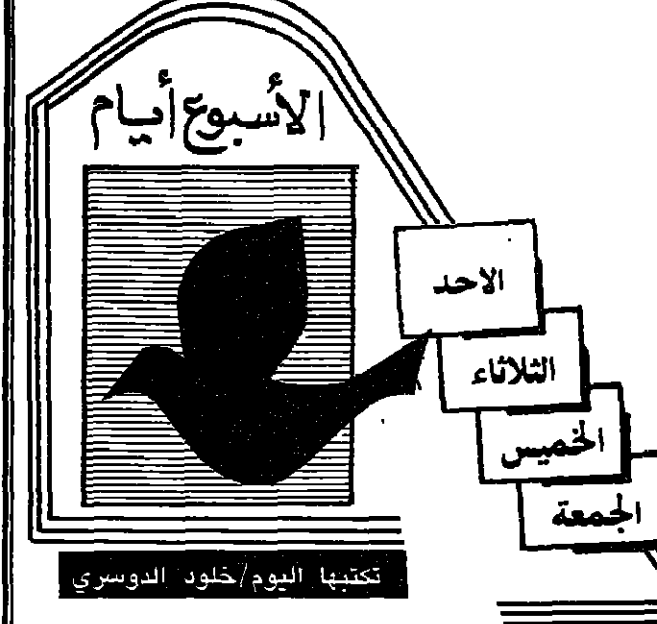 الأسبوع أيام
الاحد
الثلاثاء
الخميس
الجمعة
تكتبها اليوم/خلود الدوسري